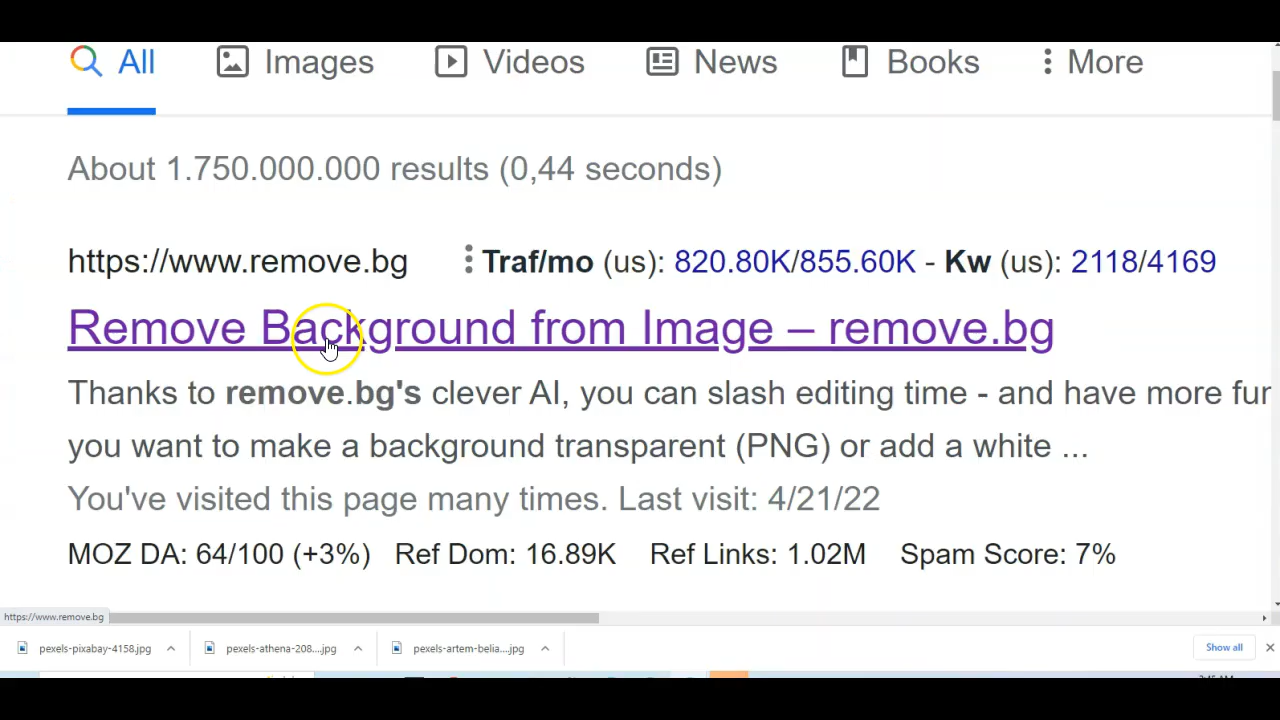 All Images Videos News Books More
About 1.750.000.000 results (0,44 seconds)
https://www.remove.bg Traf/mo (us): 820.80K/855.60K - Kw (us): 2118/4169
Remove Background from Image – remove.bg
Thanks to remove.bg's clever AI, you can slash editing time - and have more fun
you want to make a background transparent (PNG) or add a white ...
You've visited this page many times. Last visit: 4/21/22
MOZ DA: 64/100 (+3%) Ref Dom: 16.89K Ref Links: 1.02M Spam Score: 7%
https://www.remove.bg
pexels-pixabay-4158.jpg pexels-athena-208....jpg pexels-artem-belia....jpg Show all